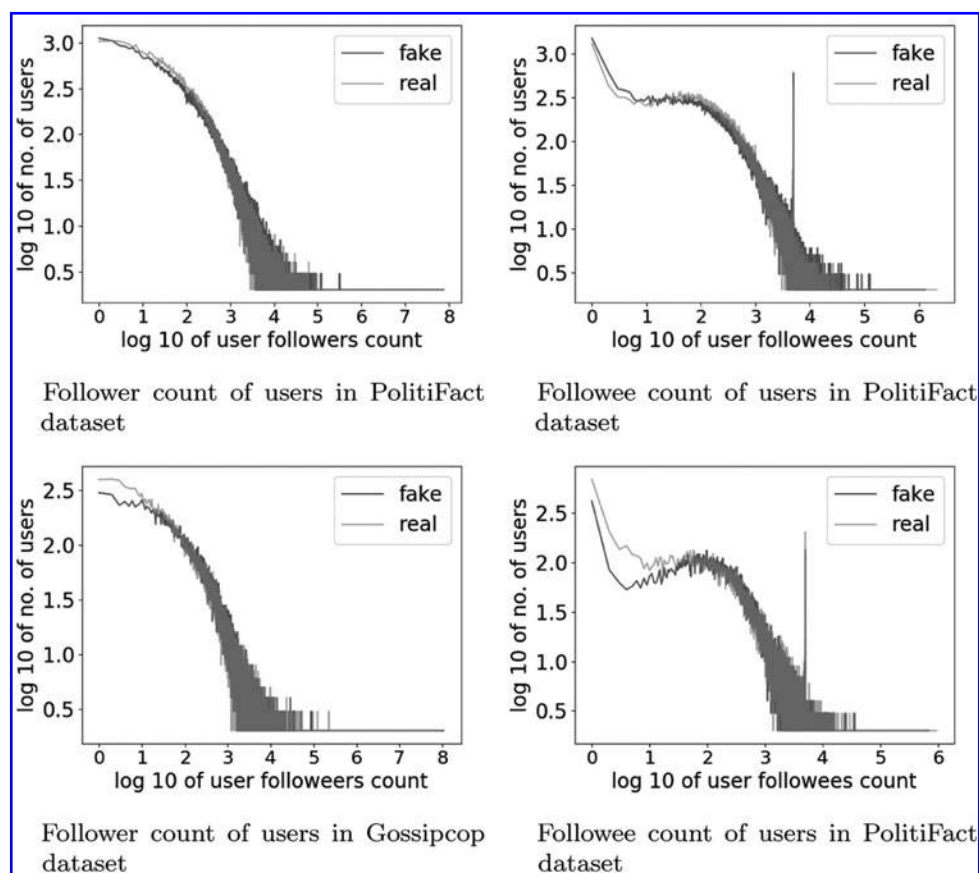 log 10 of no. of users
3.0
2.5
2.0
1.5
1.0
0.5
fake
real
0 1 2 3 4 5 6 7 8
log 10 of user followers count
Follower count of users in PolitiFact
dataset
log 10 of no. of users
3.0
2.5
2.0
1.5
1.0
0.5
fake
real
0 1 2 3 4 5 6
log 10 of user followees count
Followee count of users in PolitiFact
dataset
log 10 of no. of users
2.5
2.0
1.5
1.0
0.5
fake
real
0 1 2 3 4 5 6 7 8
log 10 of user followeers count
Follower count of users in Gossipcop
dataset
log 10 of no. of users
2.5
2.0
1.5
1.0
0.5
fake
real
0 1 2 3 4 5 6
log 10 of user followees count
Followee count of users in PolitiFact
dataset